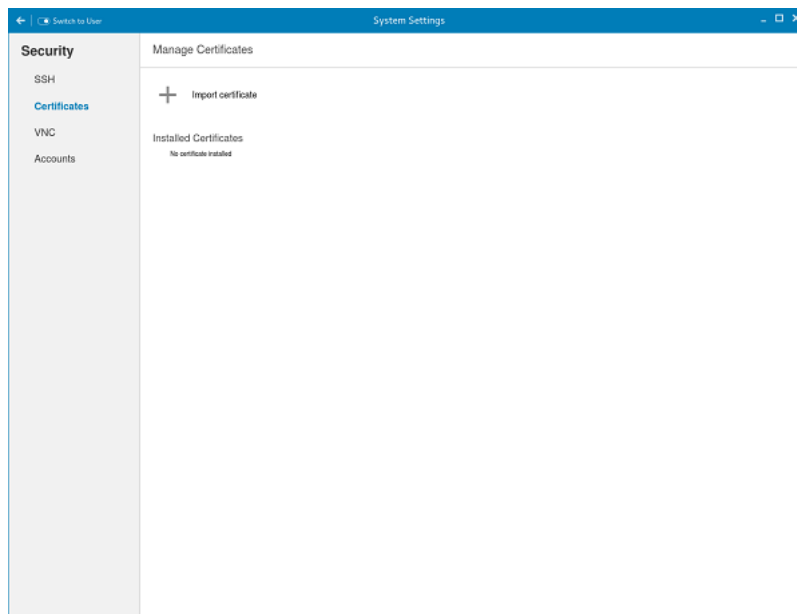 Switch to User
System Settings
Security
SSH
Certificates
VNC
Accounts
Manage Certificates
Import certificate
Installed Certificates
No certificate installed